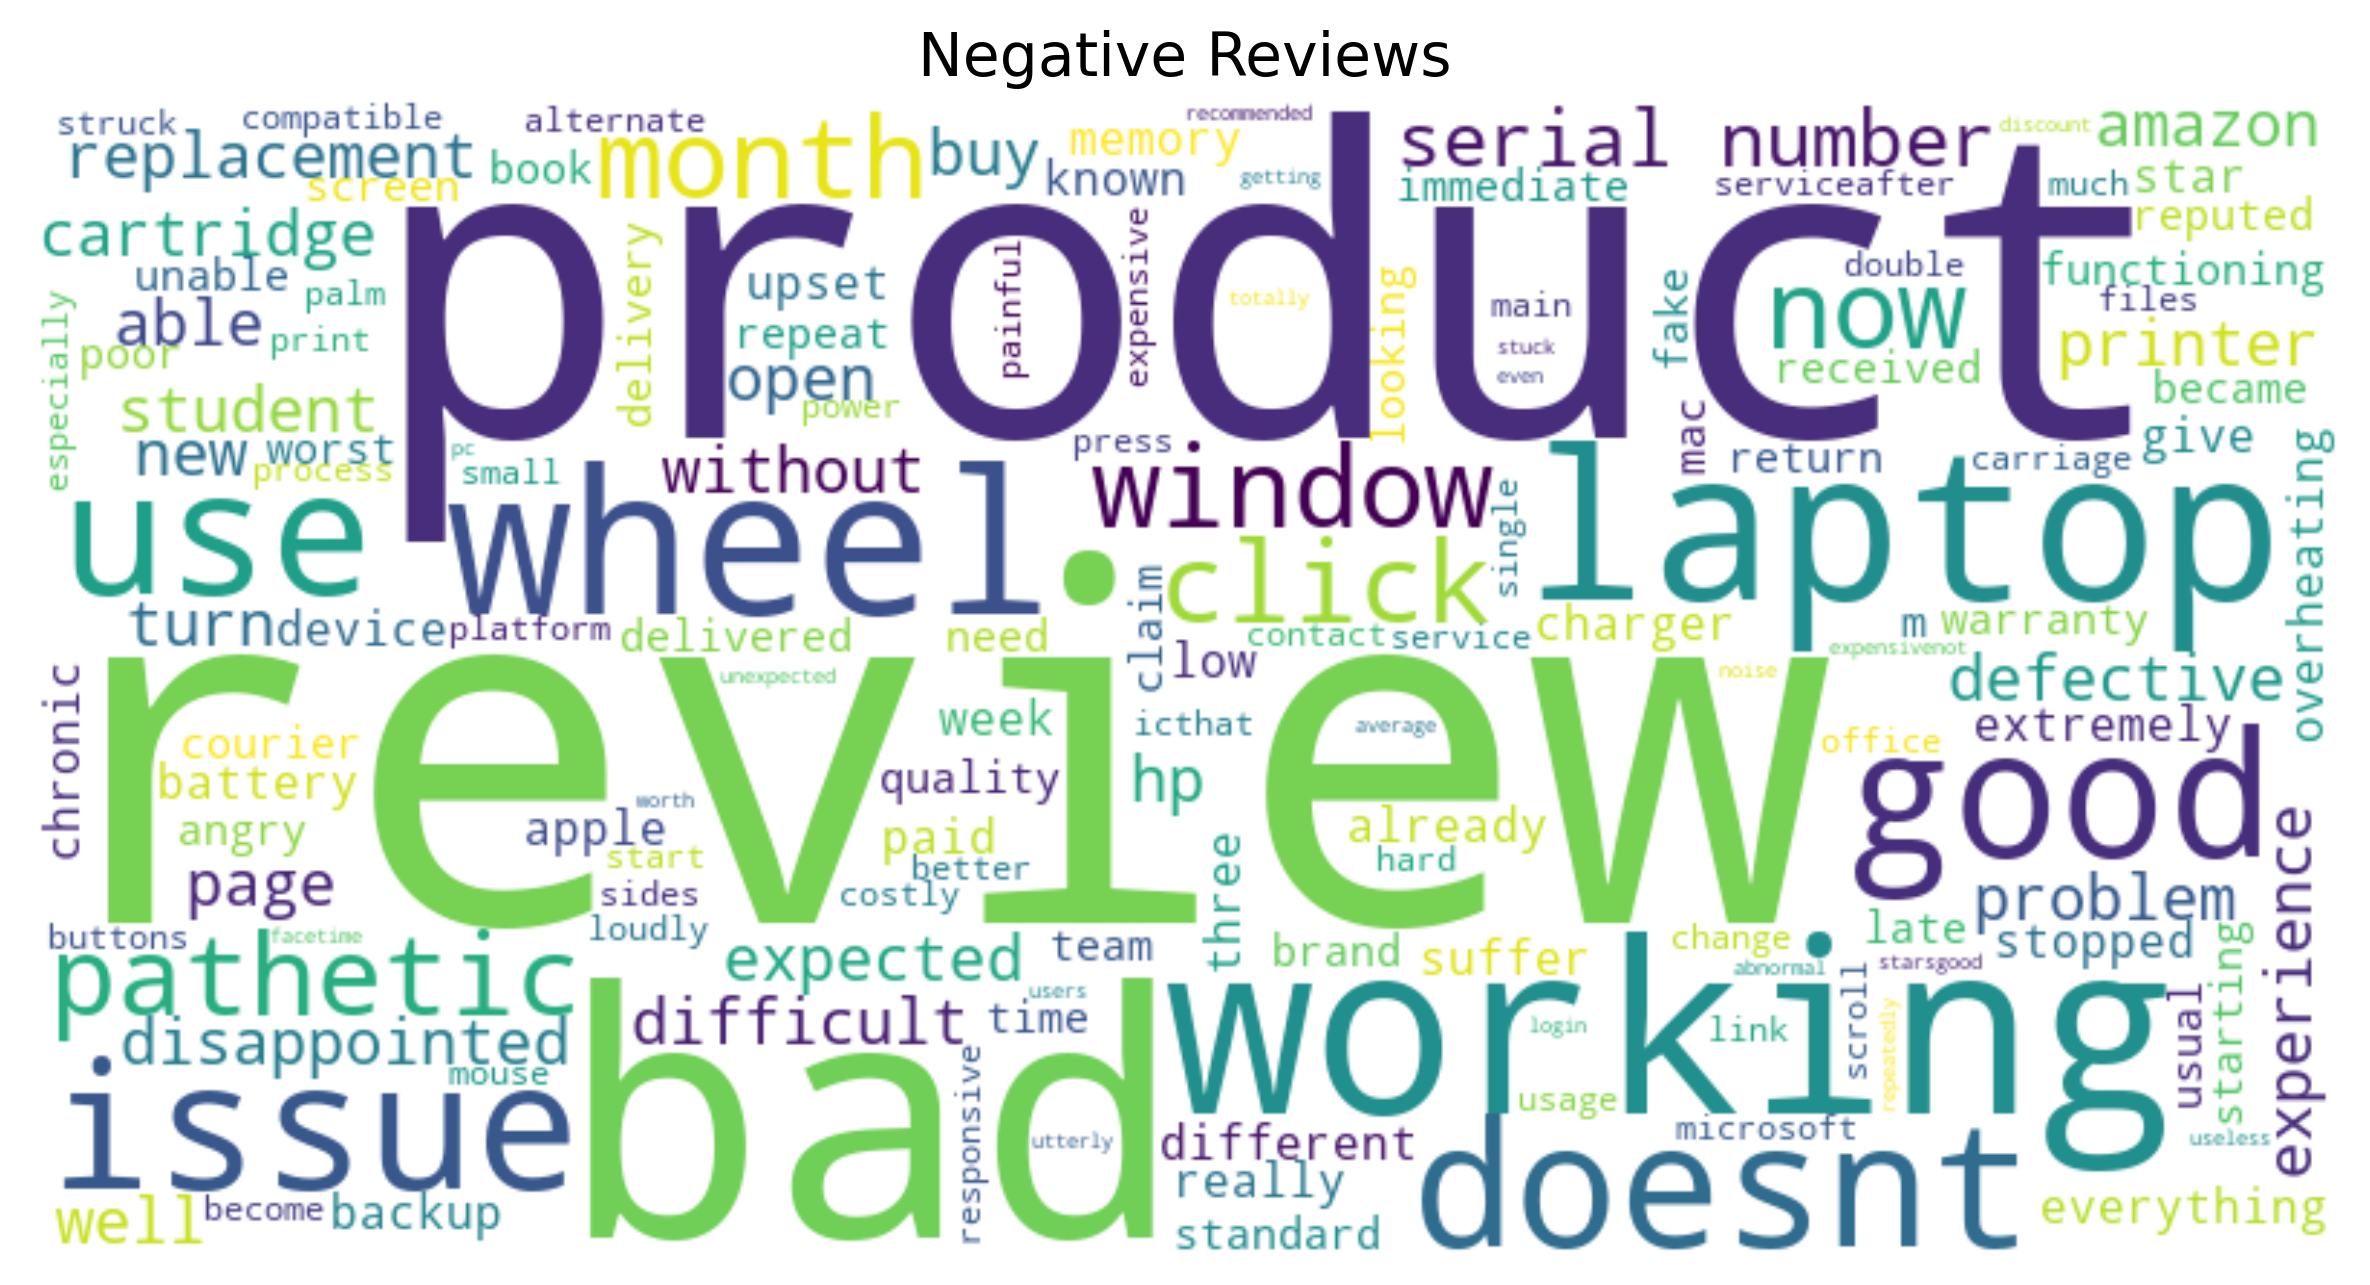 Negative Reviews
struck compatible alternate recommended discount amazon
replacement book month buy memory serial number
screen known getting immediate serviceafter much star
cartridge product reputed
unable palm delivery upset painful expensive totally looking main fake double functioning
able print repeat stuck now files printer
especially poor open even received became
student power mac
new worst pc without press window return carriage give
process small laptop
use wheel click single overheating
turn device platform delivered need claim contact service charger m warranty
low expensivenot
chronic review unexpected noise defective
courier week icthat average office extremely
battery quality hp good
angry apple worth paid already
start better three hard experience
page sides costly problem
buttons facetime loudly expected team brand suffer change late stopped
pathetic abnormal starsgood
disappointed difficult time users working login link scroll repeatedly usual starting
mouse bad
issue responsive utterly usage microsoft useless
different doesnt
well become backup really everything
standard